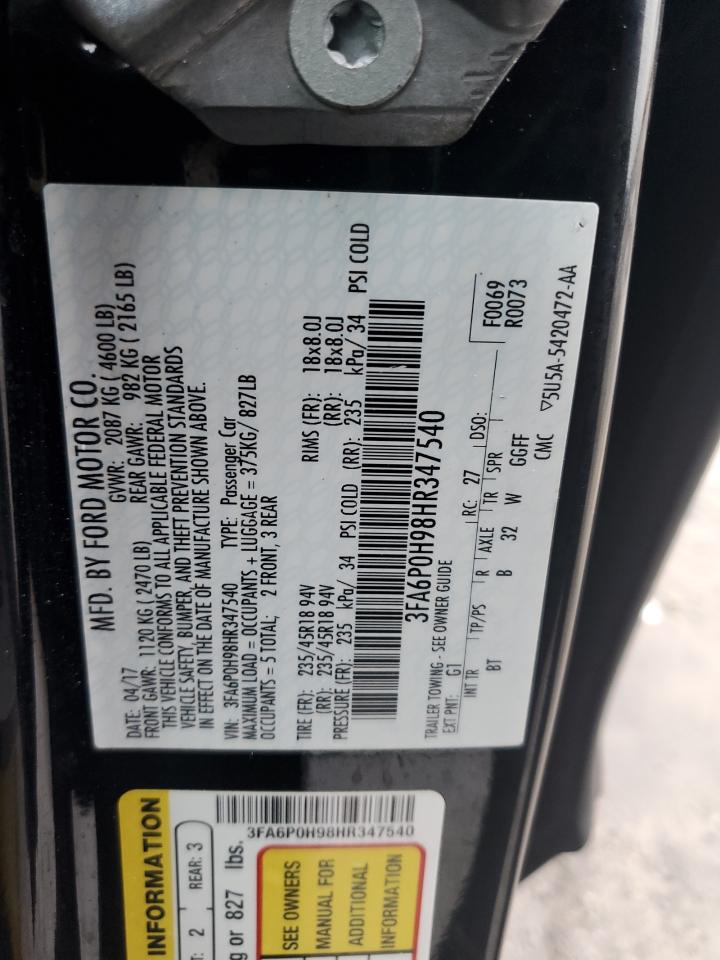 MFD. BY FORD MOTOR CO.
DATE: 04/17 GVWR: 2087 KG ( 4600 LB)
FRONT GAWR: 1120 KG (2470 LB) REAR GAWR: 982 KG ( 2165 LB)
THIS VEHICLE CONFORMS TO ALL APPLICABLE FEDERAL MOTOR
VEHICLE SAFETY, BUMPER, AND THEFT PREVENTION STANDARDS
IN EFFECT ON THE DATE OF MANUFACTURE SHOWN ABOVE.
VIN: 3FA6P0H98HR347540 TYPE: Passenger Car
MAXIMUM LOAD = OCCUPANTS + LUGGAGE = 375KG/ 827LB
OCCUPANTS = 5 TOTAL: 2 FRONT, 3 REAR
TIRE (FR): 235/45R18 94V RIMS (FR): 18x8.0J
(RR): 235/45R18 94V (RR): 18x8.0J
PRESSURE (FR): 235 kPa/ 34 PSI COLD (RR): 235 kPa/ 34 PSI COLD
3FA6P0H98HR347540
TRAILER TOWING - SEE OWNER GUIDE
EXT PNT: G1 RC: 27 DSO: F0069
R0073
INT TR TP/PS R AXLE TR SPR
BT B 32 W GGFF
CMC ▽5U5A-5420472-AA
INFORMATION
2 REAR: 3
or 827 lbs.
3FA6P0H98HR347540
SEE OWNERS
MANUAL FOR
ADDITIONAL
INFORMATION